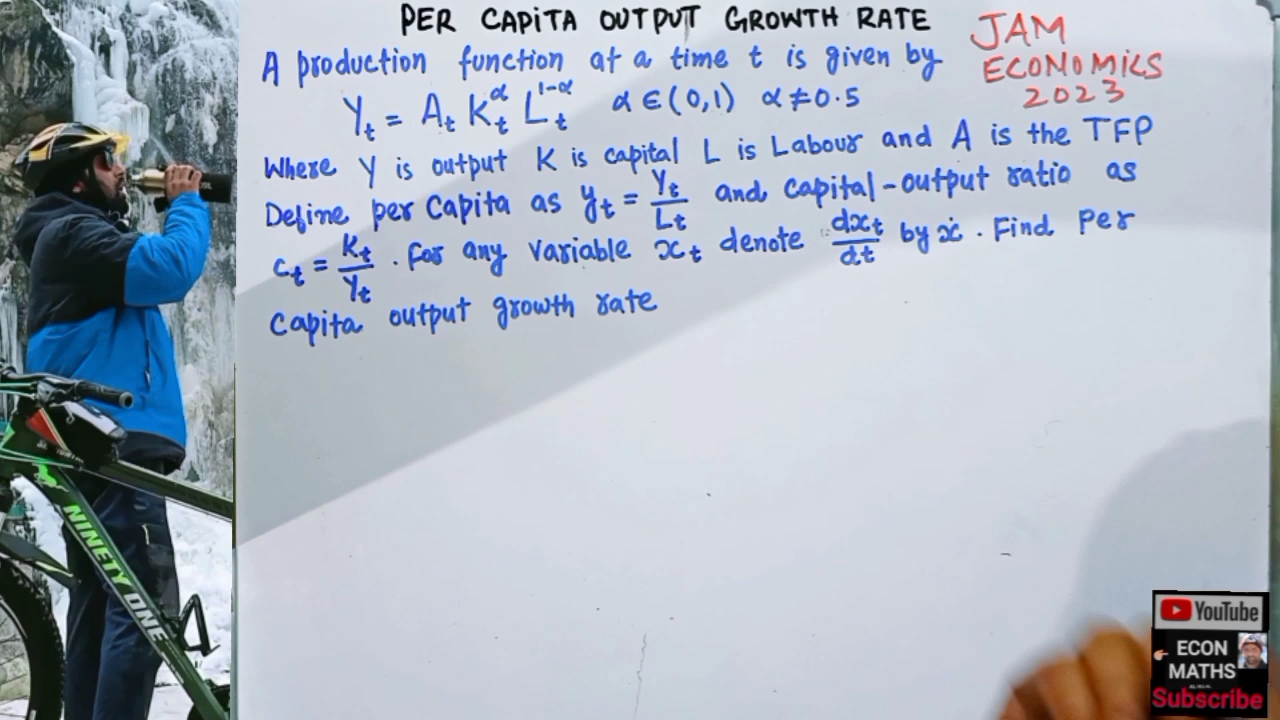 PER CAPITA OUTPUT GROWTH RATE
JAM
ECONOMICS
2023
A production function at a time t is given by
Y_t = A_t K_t^α L_t^{1-α} α ∈ (0,1) α ≠ 0.5
Where Y is output K is capital L is Labour and A is the TFP
Define per Capita as y_t = Y_t/L_t and Capital-output ratio as
c_t = K_t/Y_t . For any variable x_t denote dx_t/dt by ẋ . Find Per
Capita output growth rate
NINETY ONE
YouTube
ECON
MATHS
Subscribe